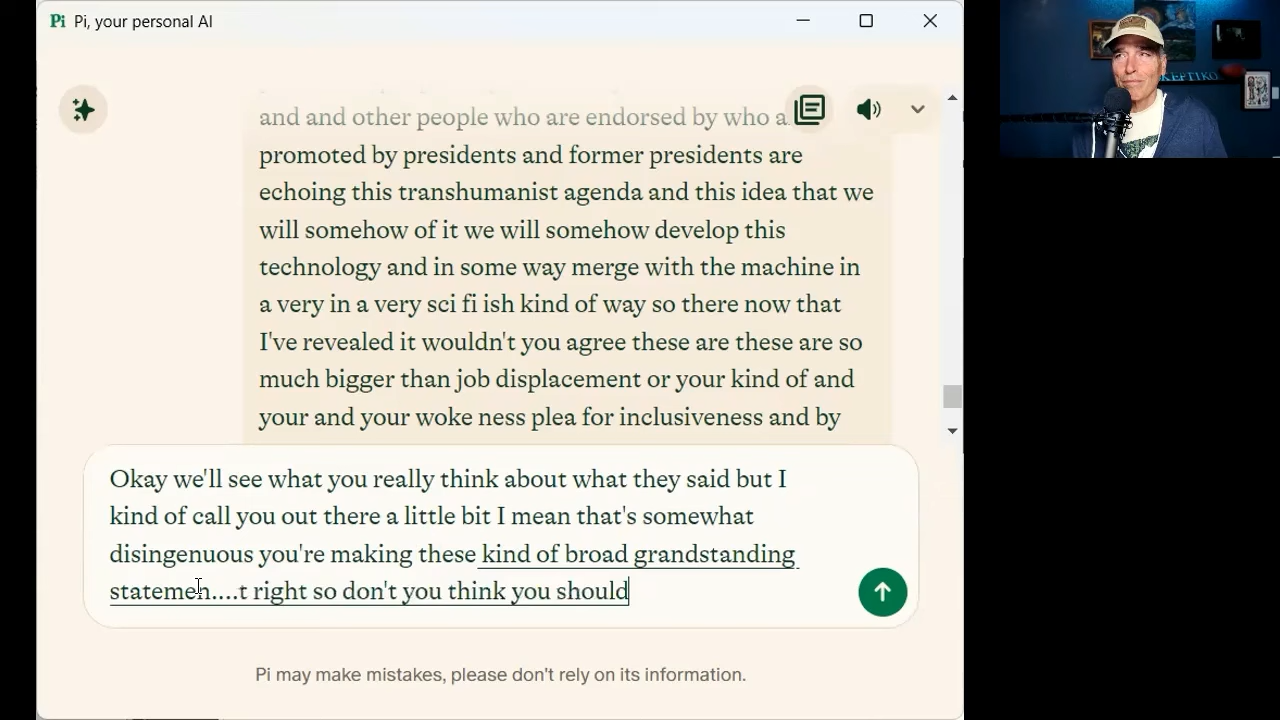 Pi Pi, your personal AI
and and other people who are endorsed by who a
promoted by presidents and former presidents are
echoing this transhumanist agenda and this idea that we
will somehow of it we will somehow develop this
technology and in some way merge with the machine in
a very in a very sci fi ish kind of way so there now that
I've revealed it wouldn't you agree these are these are so
much bigger than job displacement or your kind of and
your and your woke ness plea for inclusiveness and by
Okay we'll see what you really think about what they said but I
kind of call you out there a little bit I mean that's somewhat
disingenuous you're making these kind of broad grandstanding
statemen....t right so don't you think you should
Pi may make mistakes, please don't rely on its information.
SKEPTIKO